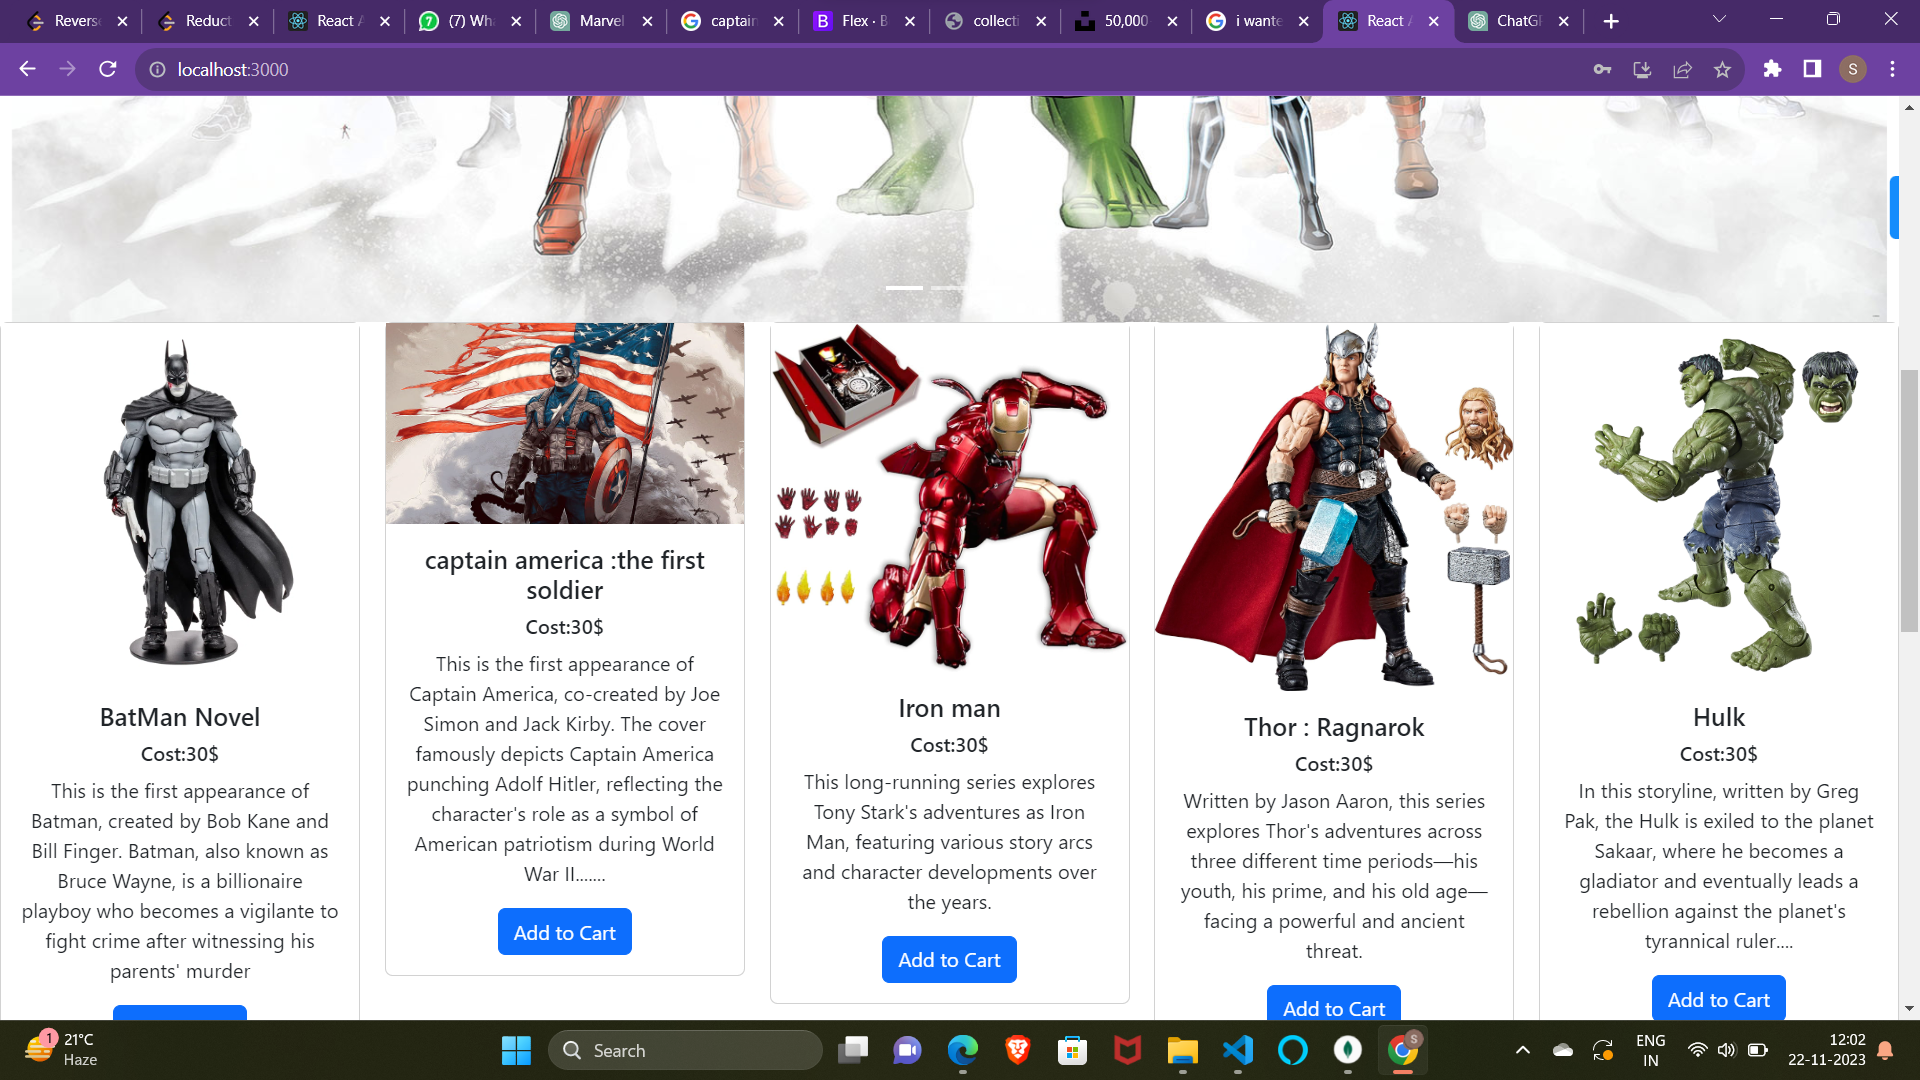 Revers
Reduct
React A
(7) Wha
Marvel
captain
Flex · B
collecti
50,000
i wante
React A
ChatGP
localhost:3000
S
BatMan Novel
Cost:30$
This is the first appearance of
Batman, created by Bob Kane and
Bill Finger. Batman, also known as
Bruce Wayne, is a billionaire
playboy who becomes a vigilante to
fight crime after witnessing his
parents' murder
captain america :the first
soldier
Cost:30$
This is the first appearance of
Captain America, co-created by Joe
Simon and Jack Kirby. The cover
famously depicts Captain America
punching Adolf Hitler, reflecting the
character's role as a symbol of
American patriotism during World
War II.......
Add to Cart
Iron man
Cost:30$
This long-running series explores
Tony Stark's adventures as Iron
Man, featuring various story arcs
and character developments over
the years.
Add to Cart
Thor : Ragnarok
Cost:30$
Written by Jason Aaron, this series
explores Thor's adventures across
three different time periods—his
youth, his prime, and his old age—
facing a powerful and ancient
threat.
Add to Cart
Hulk
Cost:30$
In this storyline, written by Greg
Pak, the Hulk is exiled to the planet
Sakaar, where he becomes a
gladiator and eventually leads a
rebellion against the planet's
tyrannical ruler....
Add to Cart
1
21°C
Haze
Search
S
ENG
IN
12:02
22-11-2023